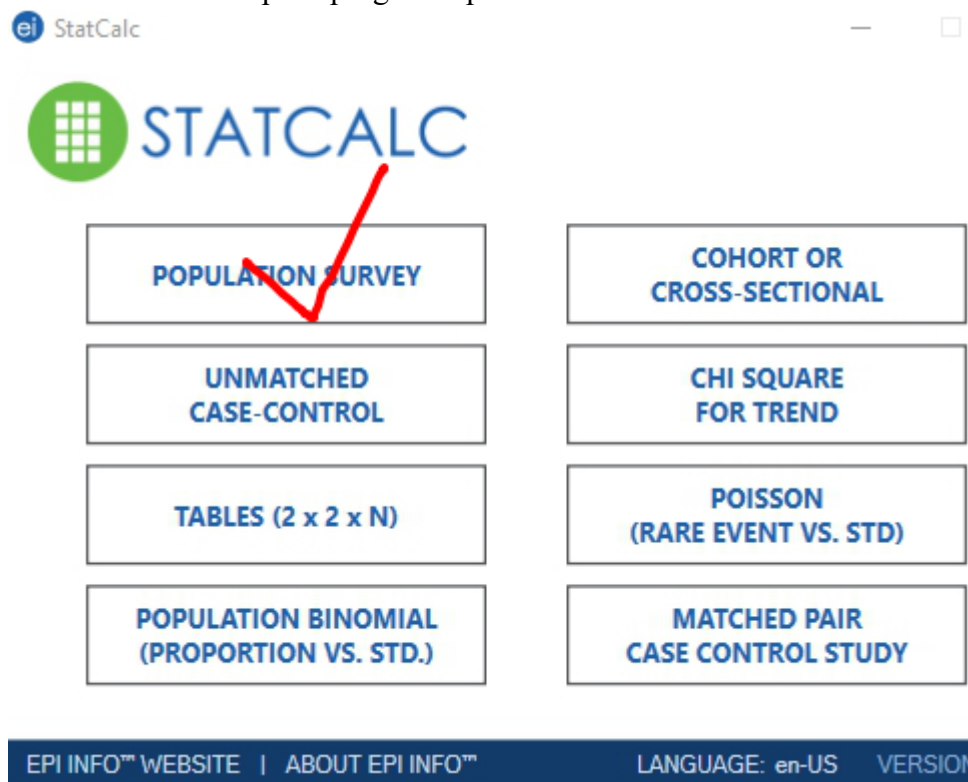 ei StatCalc
STATCALC
POPULATION SURVEY
COHORT OR
CROSS-SECTIONAL
UNMATCHED
CASE-CONTROL
CHI SQUARE
FOR TREND
TABLES (2 x 2 x N)
POISSON
(RARE EVENT VS. STD)
POPULATION BINOMIAL
(PROPORTION VS. STD.)
MATCHED PAIR
CASE CONTROL STUDY
EPI INFO™ WEBSITE | ABOUT EPI INFO™ LANGUAGE: en-US VERSION